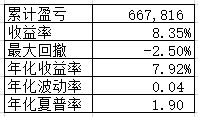 累计盈亏 667,816
收益率 8.35%
最大回撤 -2.50%
年化收益率 7.92%
年化波动率 0.04
年化夏普率 1.90